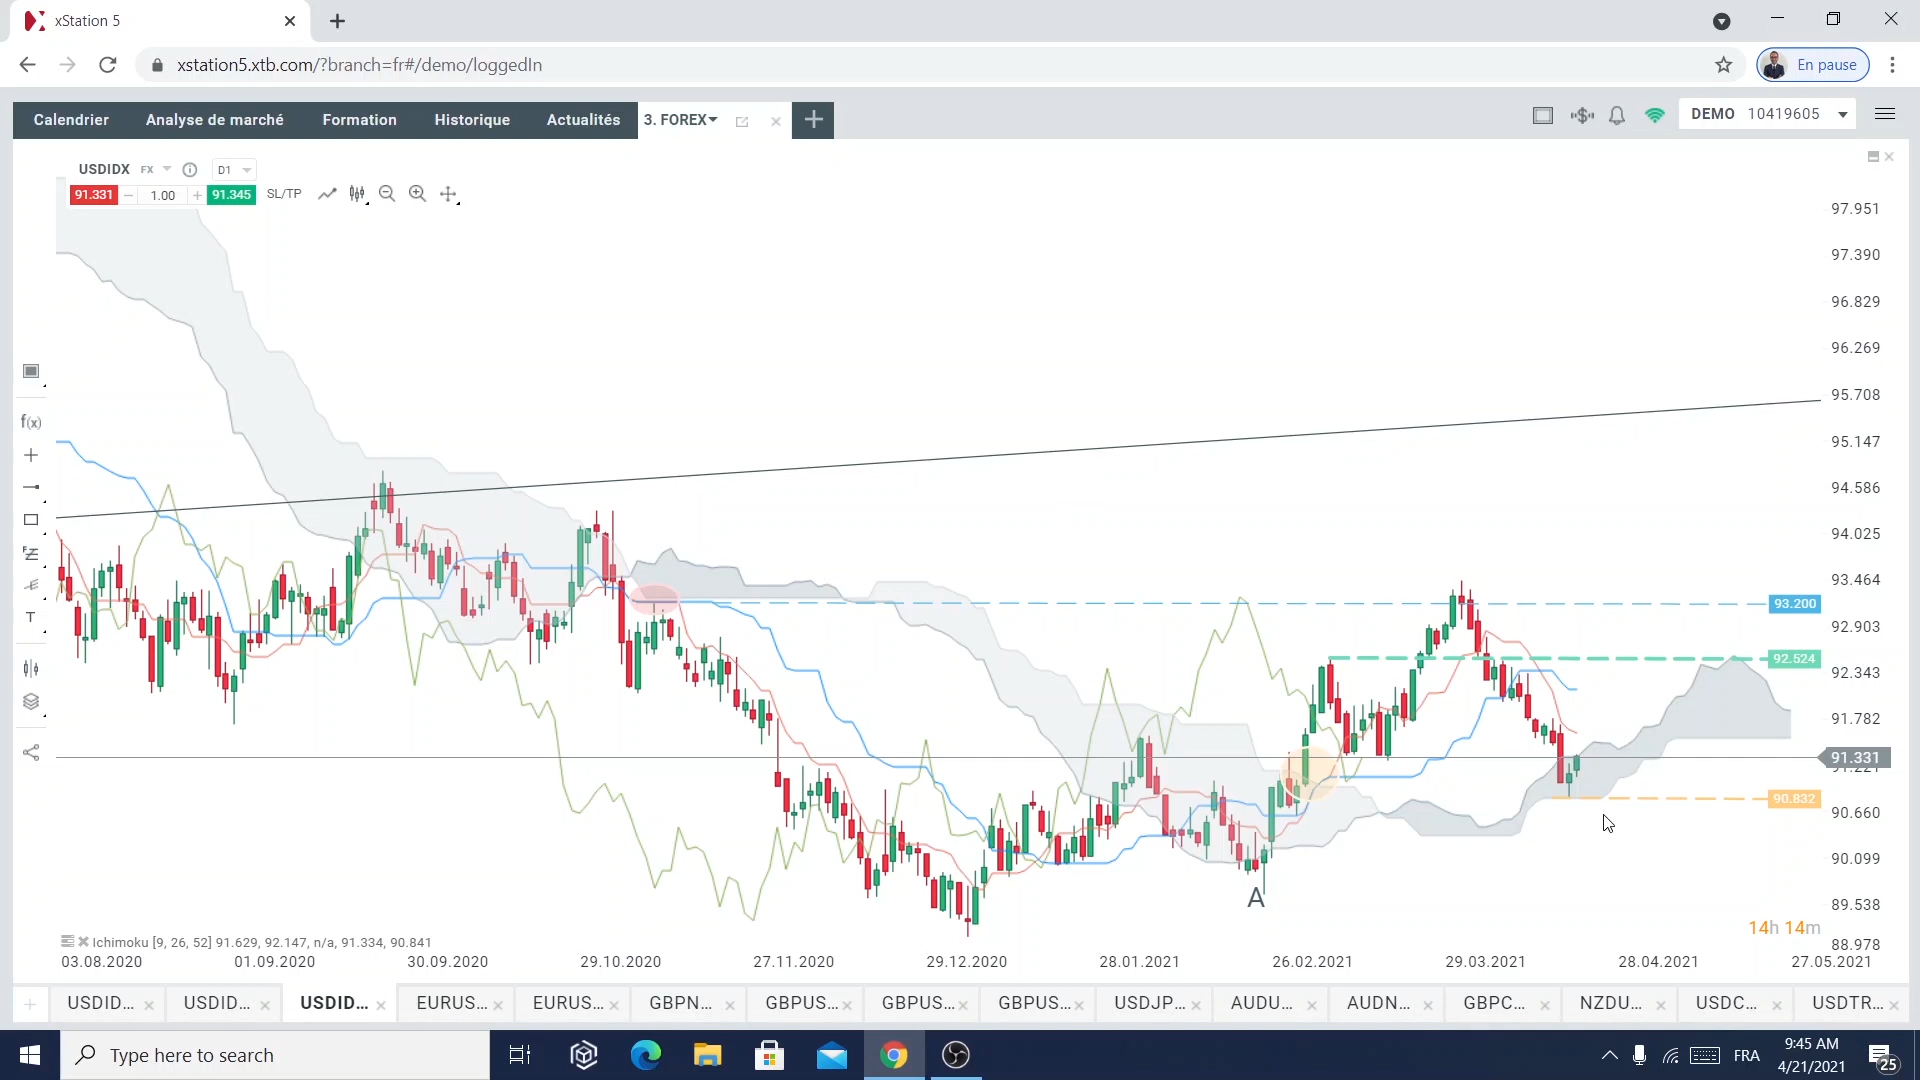 xStation 5
xstation5.xtb.com/?branch=fr#/demo/loggedIn
En pause
Calendrier
Analyse de marché
Formation
Historique
Actualités
3. FOREX
DEMO 10419605
USDIDX FX
D1
91.331
1.00
91.345
SL/TP
f(x)
T
97.951
97.390
96.829
96.269
95.708
95.147
94.586
94.025
93.464
93.200
92.903
92.524
92.343
91.782
91.331
90.832
90.660
90.099
89.538
88.978
A
14h 14m
Ichimoku [9, 26, 52] 91.629, 92.147, n/a, 91.334, 90.841
03.08.2020
01.09.2020
30.09.2020
29.10.2020
27.11.2020
29.12.2020
28.01.2021
26.02.2021
29.03.2021
28.04.2021
27.05.2021
USDID...
USDID...
USDID...
EURUS...
EURUS...
GBPN...
GBPUS...
GBPUS...
GBPUS...
USDJP...
AUDU...
AUDN...
GBPC...
NZDU...
USDC...
USDTR...
Type here to search
FRA
9:45 AM
4/21/2021
25